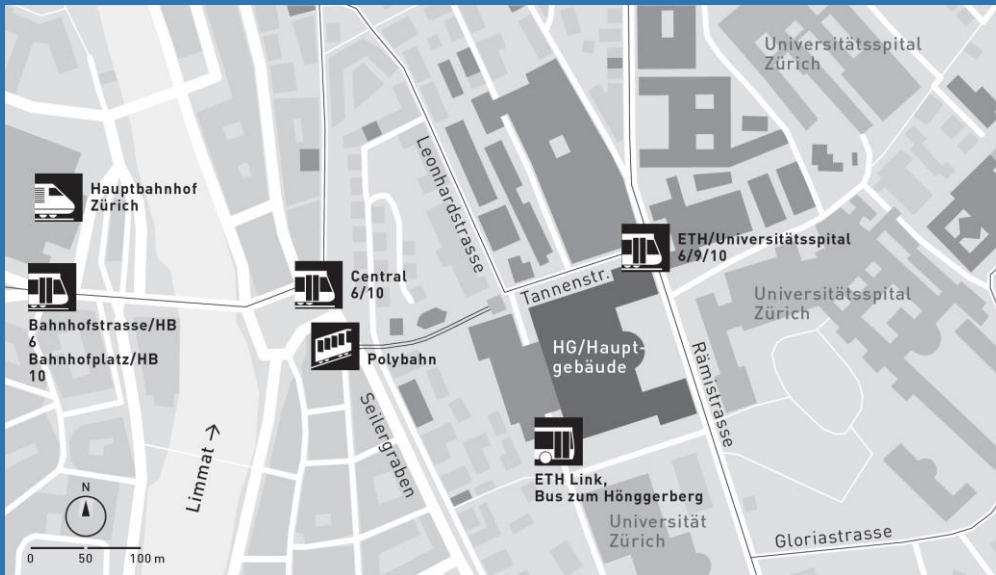 Universitätsspital
Zürich
Hauptbahnhof
Zürich
Leonhardstrasse
ETH/Universitätsspital
6/9/10
Central
6/10
Tannenstr.
Universitätsspital
Zürich
Bahnhofstrasse/HB
6
Bahnhofplatz/HB
10
Polybahn
HG/Haupt-
gebäude
Rämistrasse
Seilergraben
Limmat →
ETH Link,
Bus zum Hönggerberg
N
0 50 100 m
Universität
Zürich
Gloriastrasse